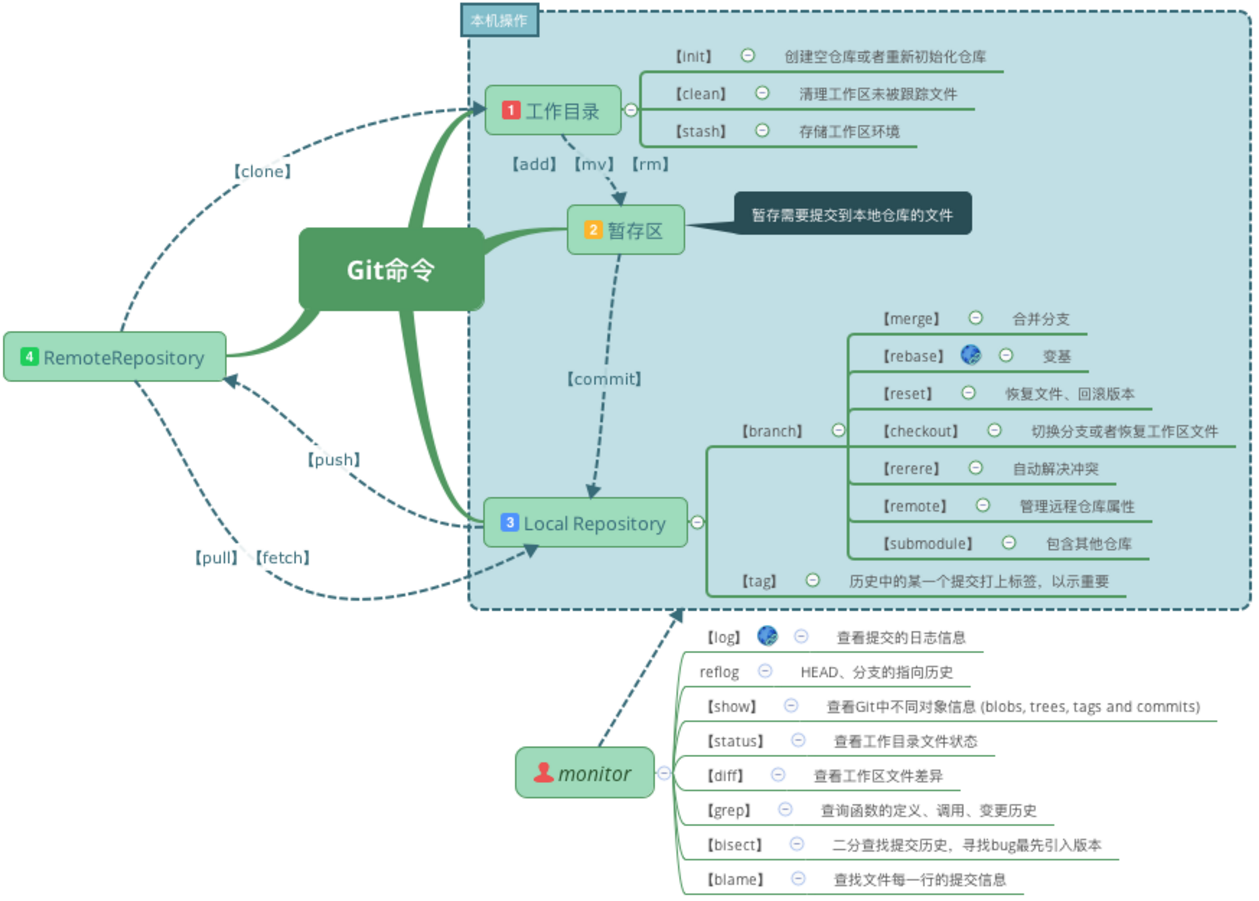 本机操作
【init】 创建空仓库或者重新初始化仓库
1 工作目录
【clean】 清理工作区未被跟踪文件
【stash】 存储工作区环境
【add】【mv】【rm】
【clone】
2 暂存区
暂存需要提交到本地仓库的文件
Git命令
4 RemoteRepository
【commit】
【push】
【pull】【fetch】
3 Local Repository
【branch】
【merge】 合并分支
【rebase】 变基
【reset】 恢复文件、回滚版本
【checkout】 切换分支或者恢复工作区文件
【rerere】 自动解决冲突
【remote】 管理远程仓库属性
【submodule】 包含其他仓库
【tag】 历史中的某一个提交打上标签，以示重要
monitor
【log】 查看提交的日志信息
reflog HEAD、分支的指向历史
【show】 查看Git中不同对象信息 (blobs, trees, tags and commits)
【status】 查看工作目录文件状态
【diff】 查看工作区文件差异
【grep】 查询函数的定义、调用、变更历史
【bisect】 二分查找提交历史，寻找bug最先引入版本
【blame】 查找文件每一行的提交信息